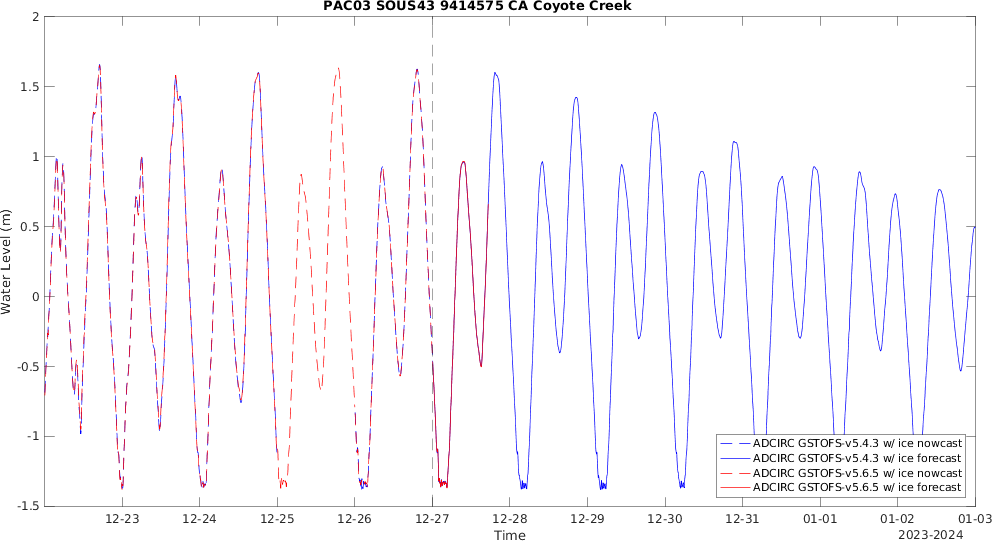 PAC03 SOUS43 9414575 CA Coyote Creek
2
1.5
1
0.5
0
-0.5
-1
-1.5
Water Level (m)
ADCIRC GSTOFS-v5.4.3 w/ ice nowcast
ADCIRC GSTOFS-v5.4.3 w/ ice forecast
ADCIRC GSTOFS-v5.6.5 w/ ice nowcast
ADCIRC GSTOFS-v5.6.5 w/ ice forecast
12-23 12-24 12-25 12-26 12-27 12-28 12-29 12-30 12-31 01-01 01-02 01-03
Time
2023-2024